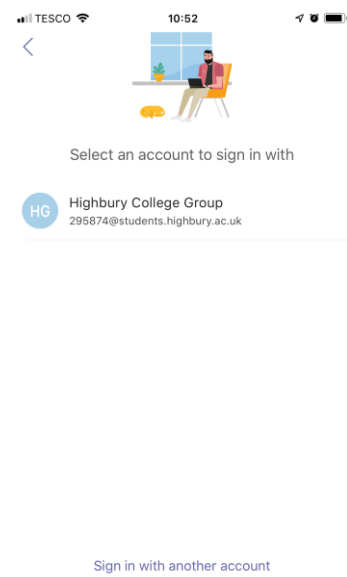 TESCO 10:52
Select an account to sign in with
HG
Highbury College Group
295874@students.highbury.ac.uk
Sign in with another account